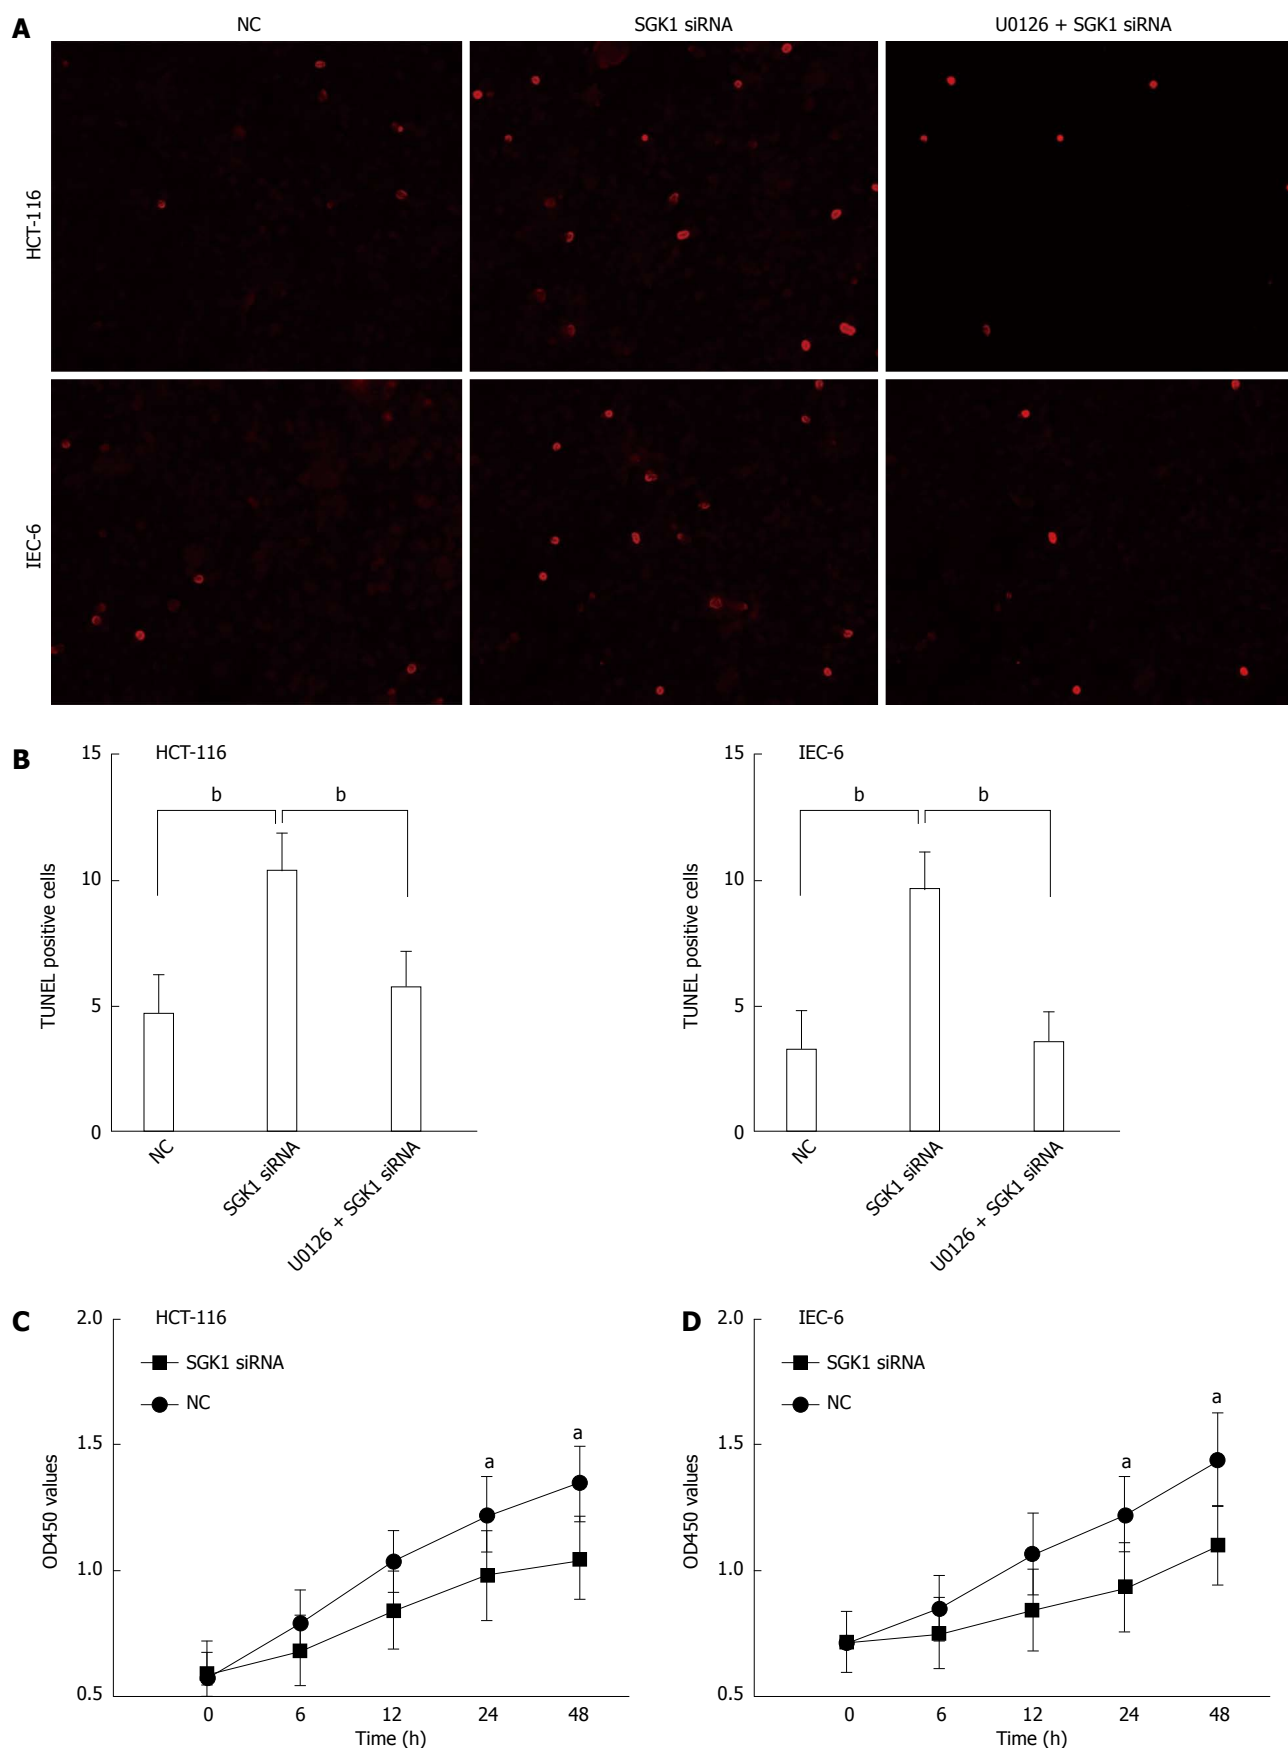 A
NC
SGK1 siRNA
U0126 + SGK1 siRNA
HCT-116
IEC-6
B
HCT-116
15
10
5
0
TUNEL positive cells
b
b
NC
SGK1 siRNA
U0126 + SGK1 siRNA
IEC-6
15
10
5
0
TUNEL positive cells
b
b
NC
SGK1 siRNA
U0126 + SGK1 siRNA
C
HCT-116
SGK1 siRNA
NC
2.0
1.5
1.0
0.5
OD450 values
a
a
0 6 12 24 48
Time (h)
D
IEC-6
SGK1 siRNA
NC
2.0
1.5
1.0
0.5
OD450 values
a
a
0 6 12 24 48
Time (h)